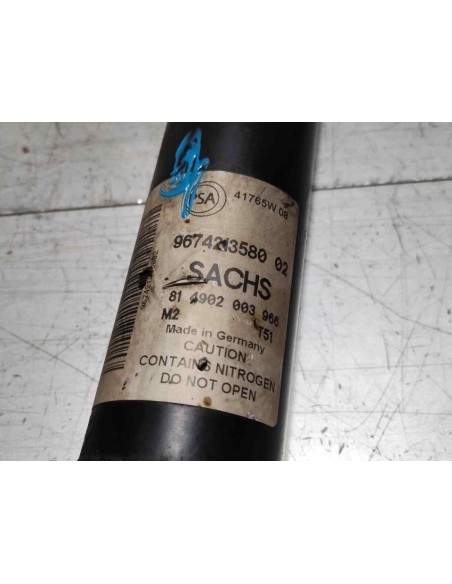 PSA 41765W 08
9674213580 02
SACHS
81 4902 003 966
M2 T51
Made in Germany
CAUTION
CONTAINS NITROGEN
DO NOT OPEN